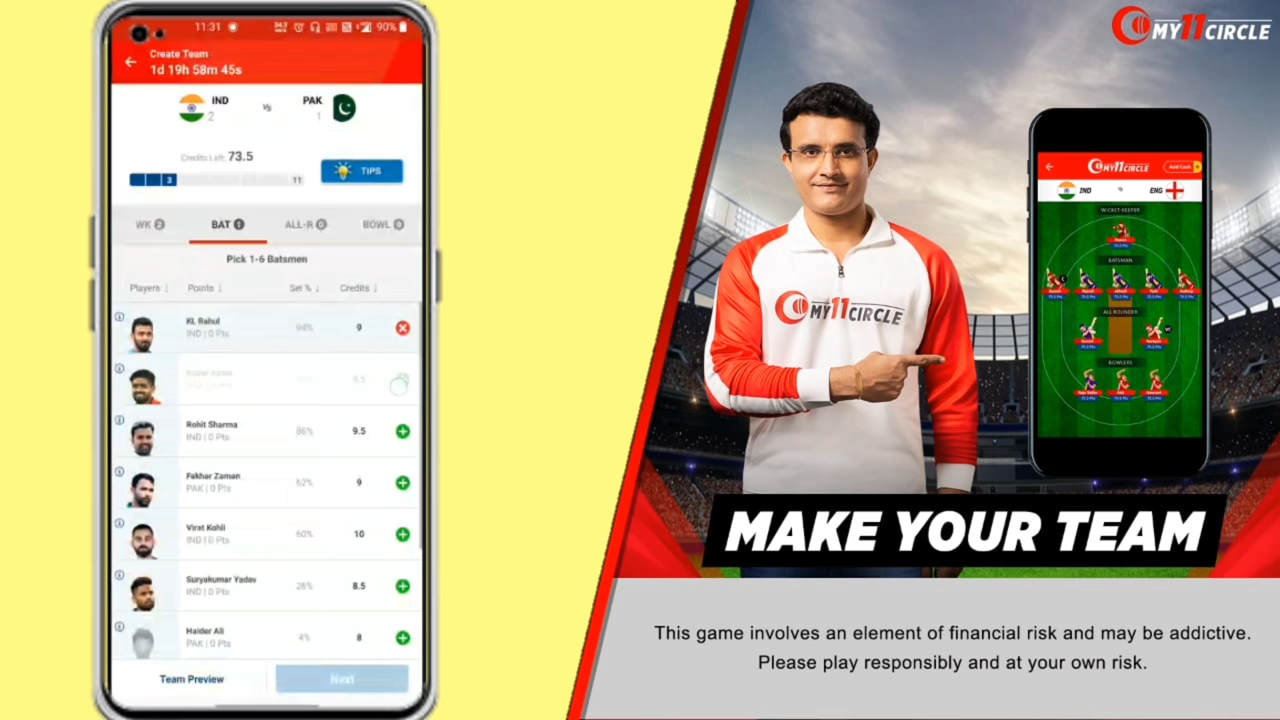 11:31
90%
Create Team
1d 19h 58m 45s
IND
2
Vs
PAK
1
Credits Left: 73.5
3
11
TIPS
WK 2
BAT 1
ALL-R 0
BOWL 0
Pick 1-6 Batsmen
Players ↓ Points ↓ Sel % ↓ Credits ↓
KL Rahul
IND | 0 Pts
94% 9
9.5
Rohit Sharma
IND | 0 Pts
86% 9.5
Fakhar Zaman
PAK | 0 Pts
62% 9
Virat Kohli
IND | 0 Pts
60% 10
Suryakumar Yadav
IND | 0 Pts
26% 8.5
Haider Ali
PAK | 0 Pts
4% 8
Team Preview
Next
MY11CIRCLE
MY11CIRCLE
MY11CIRCLE
Add Cash
IND
ENG
WICKET-KEEPER
BATSMAN
ALL ROUNDER
BOWLERS
MAKE YOUR TEAM
This game involves an element of financial risk and may be addictive.
Please play responsibly and at your own risk.